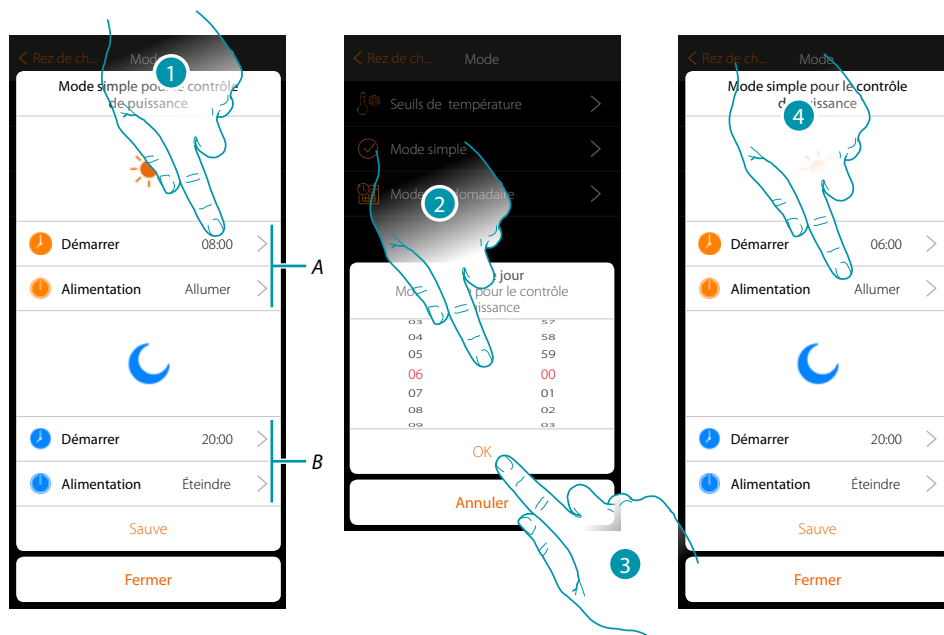 Rez de ch...
1
Mode simple pour le contrôle
de puissance
Démarrer 08:00
Alimentation Allumer
A
Démarrer 20:00
Alimentation Éteindre
B
Sauve
Fermer
Rez de ch... Mode
Seuils de température
Mode simple
2
jour
pour le contrôle
03 57
04 58
05 59
06 00
07 01
08 02
09 03
OK
Annuler
3
Rez de ch... Mode
Mode simple pour le contrôle
4
Démarrer 06:00
Alimentation Allumer
Démarrer 20:00
Alimentation Éteindre
Sauve
Fermer